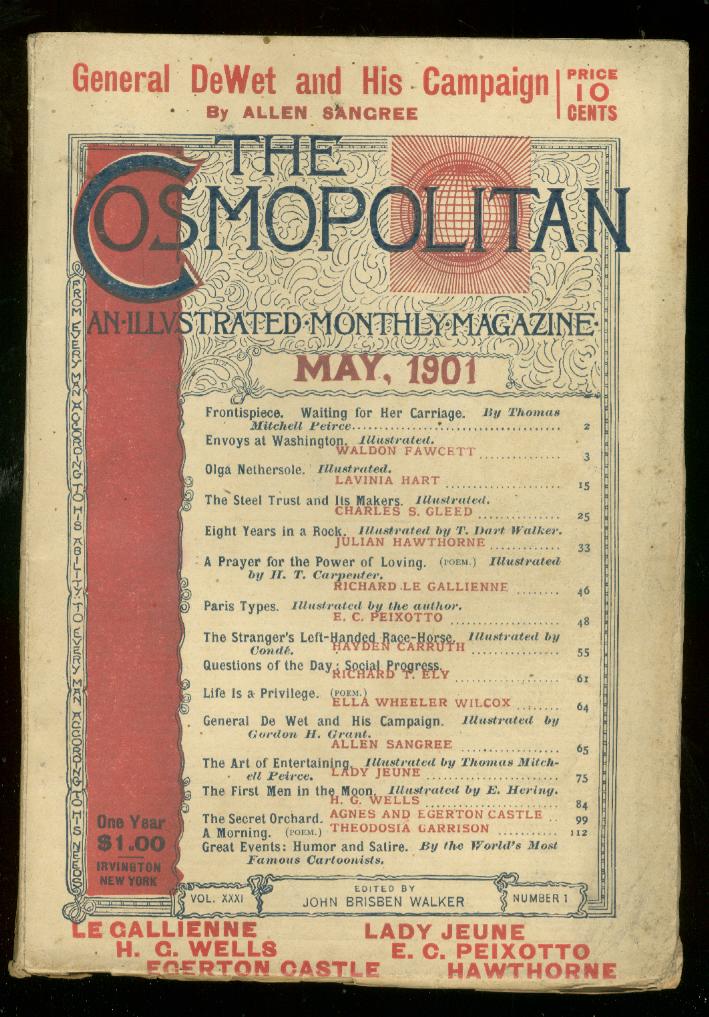 General DeWet and His Campaign
By ALLEN SANGREE
PRICE
10
CENTS
THE
COSMOPOLITAN
FROM EVERY MAN ACCORDING TO HIS ABILITY: TO EVERY MAN ACCORDING TO HIS NEEDS
AN·ILLVSTRATED·MONTHLY·MAGAZINE·
MAY, 1901
Frontispiece. Waiting for Her Carriage. By Thomas
Mitchell Peirce. 2
Envoys at Washington. Illustrated.
WALDON FAWCETT 3
Olga Nethersole. Illustrated.
LAVINIA HART 15
The Steel Trust and Its Makers. Illustrated.
CHARLES S. GLEED 25
Eight Years in a Rock. Illustrated by T. Dart Walker.
JULIAN HAWTHORNE 33
A Prayer for the Power of Loving. (POEM.) Illustrated
by H. T. Carpenter.
RICHARD LE GALLIENNE 46
Paris Types. Illustrated by the author.
E. C. PEIXOTTO 48
The Stranger's Left-Handed Race-Horse. Illustrated by
Condé. HAYDEN CARRUTH 55
Questions of the Day: Social Progress.
RICHARD T. ELY 61
Life Is a Privilege. (POEM.)
ELLA WHEELER WILCOX 64
General De Wet and His Campaign. Illustrated by
Gordon H. Grant.
ALLEN SANGREE 65
The Art of Entertaining. Illustrated by Thomas Mitch-
ell Peirce. LADY JEUNE 75
The First Men in the Moon. Illustrated by E. Hering.
H. G. WELLS 84
The Secret Orchard. AGNES AND EGERTON CASTLE 99
A Morning. (POEM.) THEODOSIA GARRISON 112
Great Events: Humor and Satire. By the World's Most
Famous Cartoonists.
One Year
$1.00
IRVINGTON
NEW YORK
VOL. XXXI
EDITED BY
JOHN BRISBEN WALKER
NUMBER 1
LE GALLIENNE LADY JEUNE
H. G. WELLS E. C. PEIXOTTO
EGERTON CASTLE HAWTHORNE